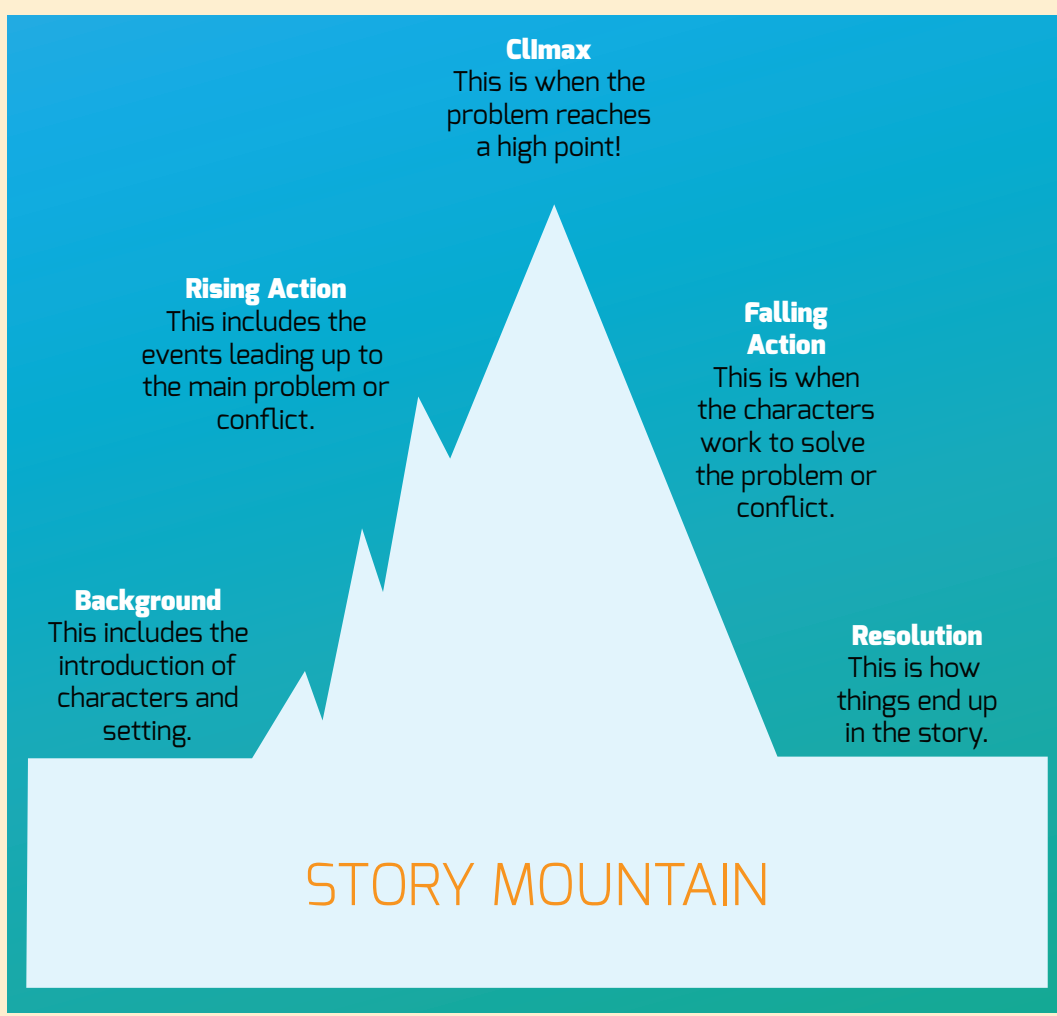 ClImax
This is when the
problem reaches
a high point!
Rising Action
This includes the
events leading up to
the main problem or
conflict.
Falling
Action
This is when
the characters
work to solve
the problem or
conflict.
Background
This includes the
introduction of
characters and
setting.
Resolution
This is how
things end up
in the story.
STORY MOUNTAIN